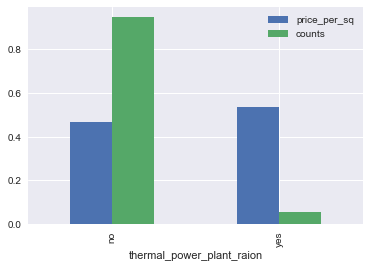 price_per_sq
counts
0.8
0.6
0.4
0.2
0.0
no
yes
thermal_power_plant_raion